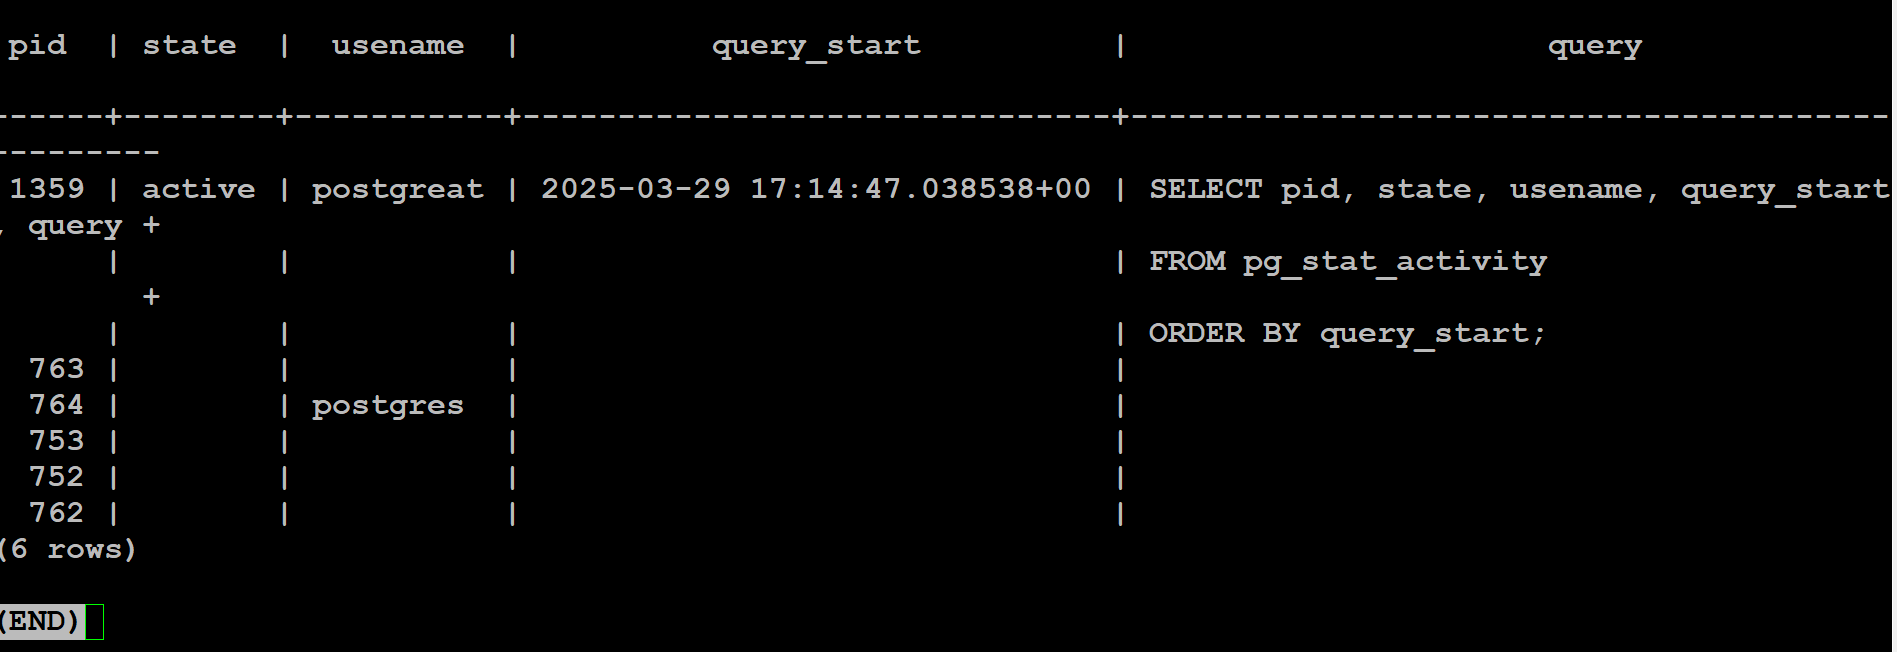 pid  | state  |  usename  |          query_start          |                      query
------+--------+-----------+-------------------------------+----------------------------------------
---------
1359 | active | postgreat | 2025-03-29 17:14:47.038538+00 | SELECT pid, state, usename, query_start
, query +
|        |           |                               | FROM pg_stat_activity
+
|        |           |                               | ORDER BY query_start;
763 |        |           |                               |
764 |        | postgres  |                               |
753 |        |           |                               |
752 |        |           |                               |
762 |        |           |                               |
(6 rows)
(END)